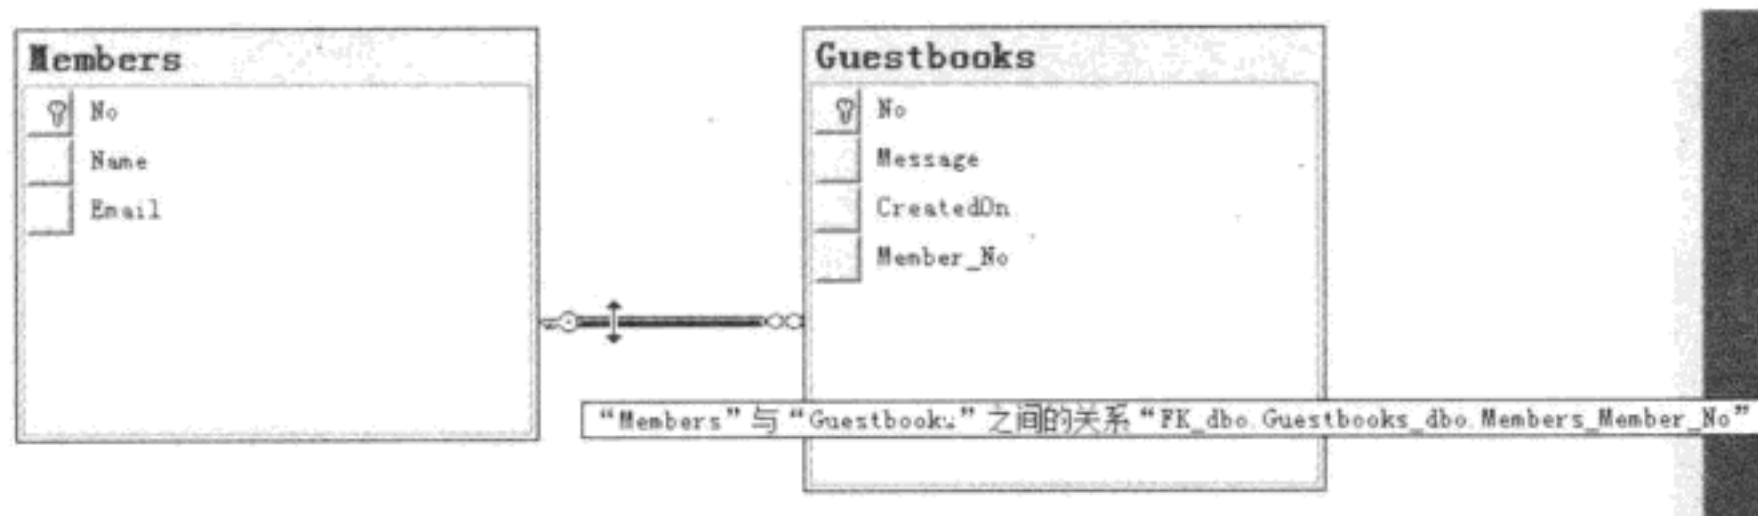 Members
No
Name
Email
Guestbooks
No
Message
CreatedOn
Member_No
“Members”与“Guestbooks”之间的关系“FK_dbo.Guestbooks_dbo.Members_Member_No”